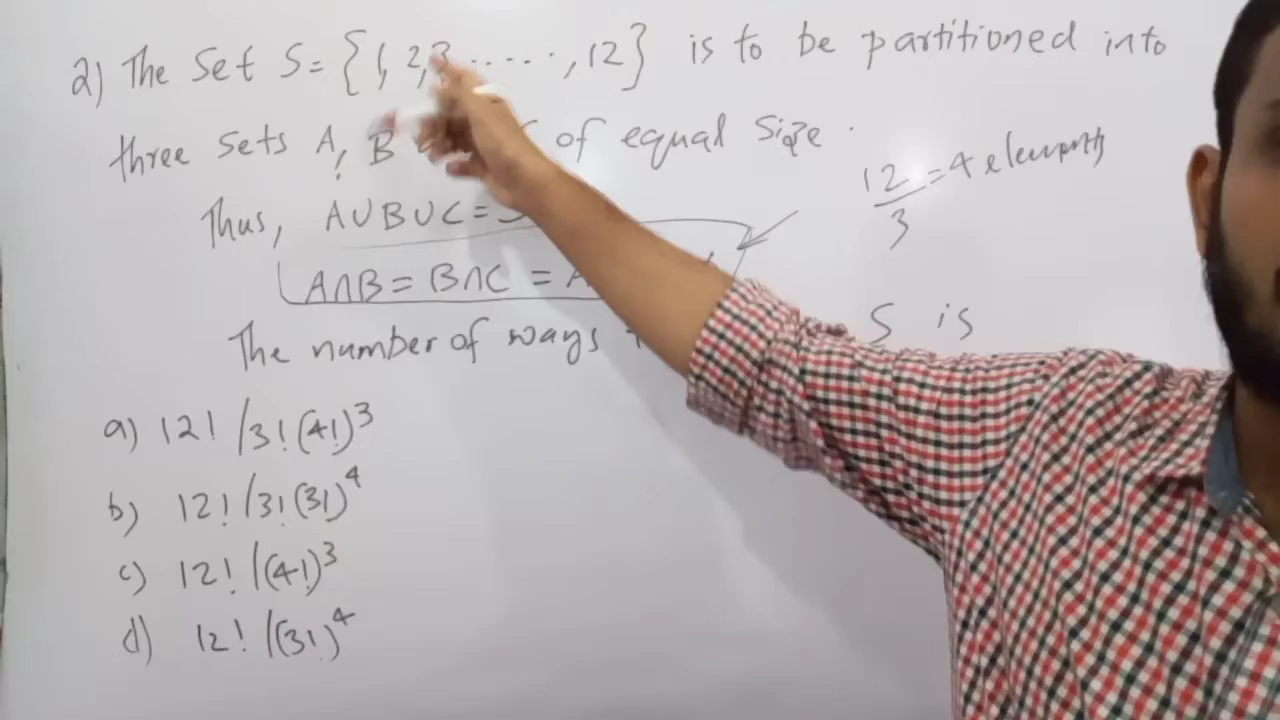 2) The Set S = {1, 2, 3 ....., 12} is to be partitioned into
three sets A, B of equal size.
12/3 = 4 elements
Thus, A∪B∪C = S
A∩B = B∩C =
The number of ways S is
a) 12! /3! (4!)^3
b) 12! /3! (3!)^4
c) 12! /(4!)^3
d) 12! /(3!)^4